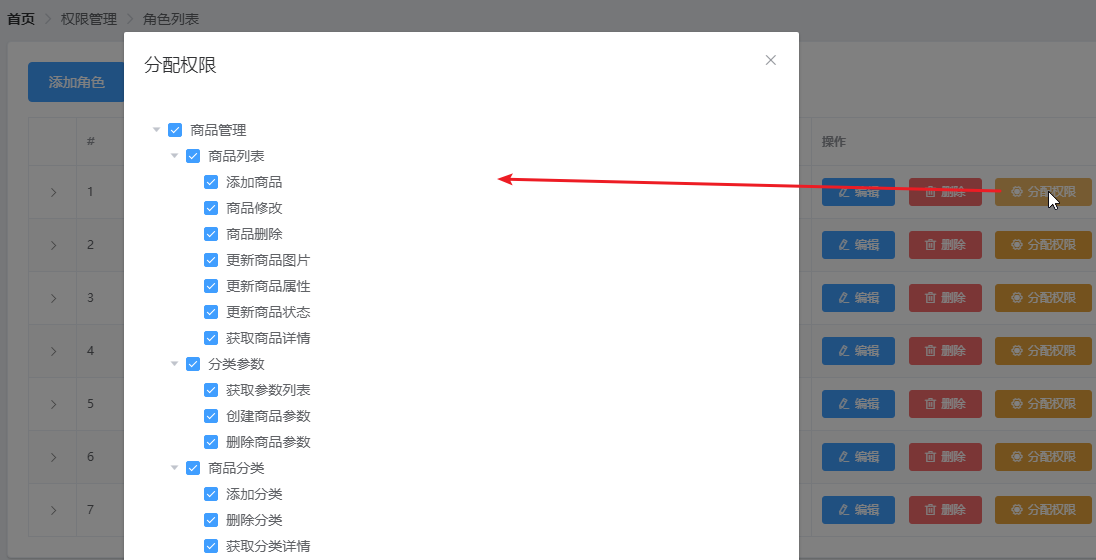 首页 权限管理 角色列表
添加角色
分配权限
# 操作
商品管理
商品列表
添加商品
商品修改
商品删除
更新商品图片
更新商品属性
更新商品状态
获取商品详情
分类参数
获取参数列表
创建商品参数
删除商品参数
商品分类
添加分类
删除分类
获取分类详情
1 编辑 删除 分配权限
2 编辑 删除 分配权限
3 编辑 删除 分配权限
4 编辑 删除 分配权限
5 编辑 删除 分配权限
6 编辑 删除 分配权限
7 编辑 删除 分配权限